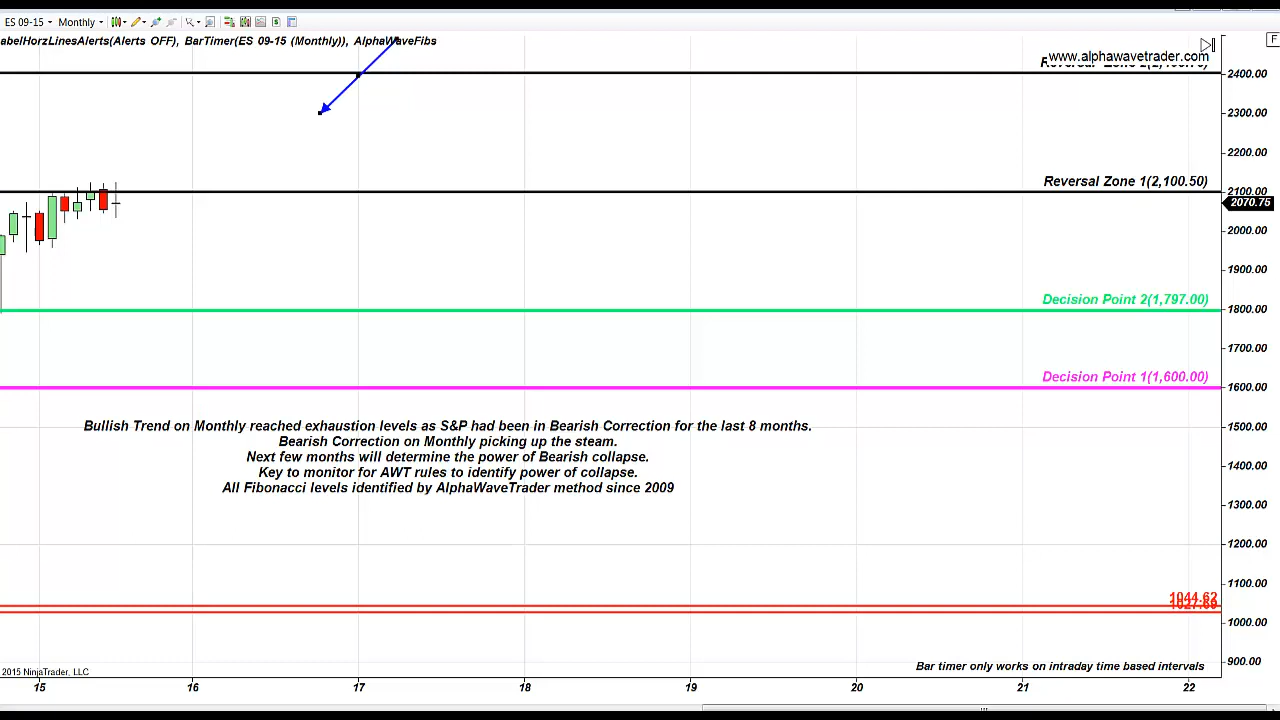 ES 09-15 Monthly
F
abelHorzLinesAlerts(Alerts OFF), BarTimer(ES 09-15 (Monthly)), AlphaWaveFibs
www.alphawavetrader.com
2400.00
2300.00
2200.00
Reversal Zone 1(2,100.50)
2100.00
2070.75
2000.00
1900.00
Decision Point 2(1,797.00)
1800.00
1700.00
Decision Point 1(1,600.00)
1600.00
Bullish Trend on Monthly reached exhaustion levels as S&P had been in Bearish Correction for the last 8 months.
1500.00
Bearish Correction on Monthly picking up the steam.
Next few months will determine the power of Bearish collapse.
1400.00
Key to monitor for AWT rules to identify power of collapse.
All Fibonacci levels identified by AlphaWaveTrader method since 2009
1300.00
1200.00
1100.00
1044.62
1000.00
900.00
Bar timer only works on intraday time based intervals
2015 NinjaTrader, LLC
15 16 17 18 19 20 21 22